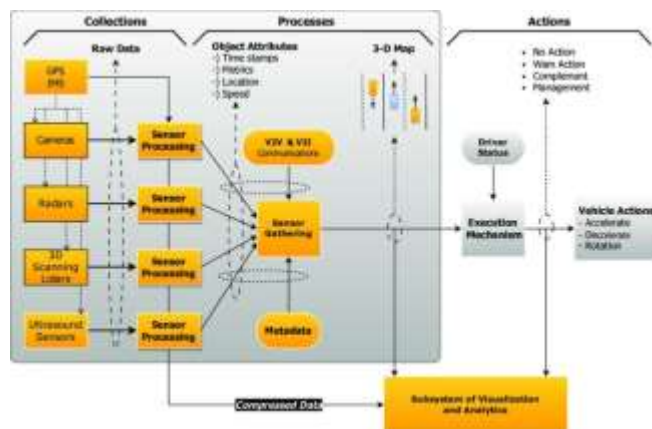 Collections
Processes
Actions
Raw Data
Object Attributes
-) Time stamps
-) Metrics
-) Location
-) Speed
3-D Map
No Action
Warn Action
Complement
Management
GPS
Cameras
Sensor
Processing
V2V & V2I
Communications
Driver
Status
Radars
Sensor
Processing
Sensor
Gathering
Execution
Mechanism
Vehicle Actions
- Accelerate
- Decelerate
- Rotation
3D
Scanning
Sensor
Processing
Ultrasound
Sensors
Sensor
Processing
Metadata
Compressed Data
Subsystem of Visualization
and Analytics